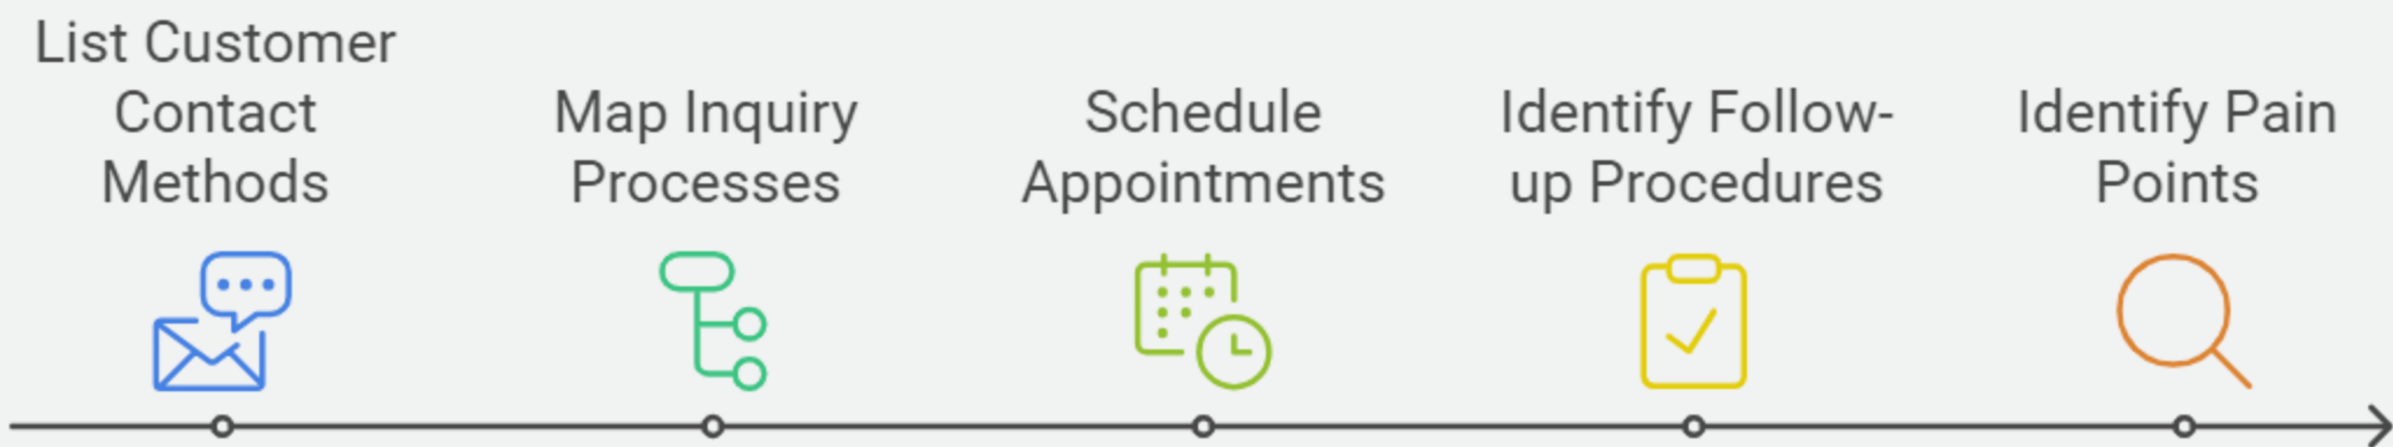 List Customer
Contact
Methods
Map Inquiry
Processes
Schedule
Appointments
Identify Follow-
up Procedures
Identify Pain
Points